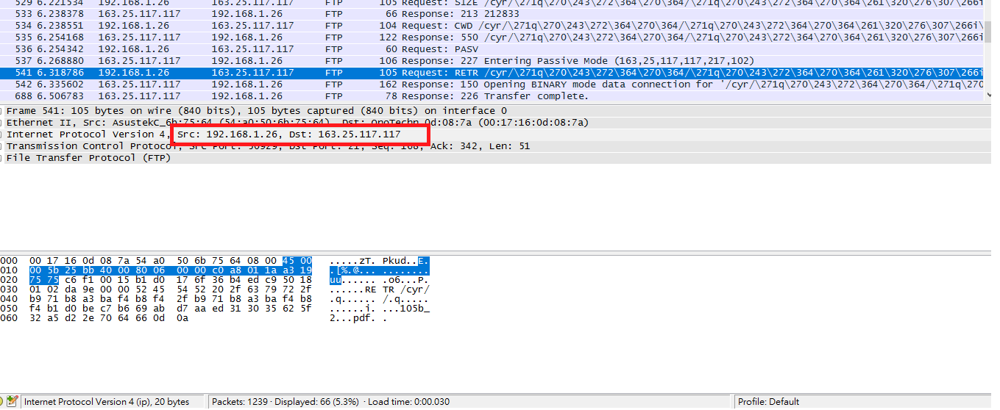 529 6.221534 192.168.1.26 163.25.117.117 FTP 105 Request: SIZE /cyr/\271q\270\243\272\364\270\364/\271q\270\243\272\364\270\364\261\320\276\307\266i
533 6.238378 163.25.117.117 192.168.1.26 FTP 66 Response: 213 212833
534 6.238551 192.168.1.26 163.25.117.117 FTP 104 Request: CWD /cyr/\271q\270\243\272\364\270\364/\271q\270\243\272\364\270\364\261\320\276\307\266i\
535 6.254168 163.25.117.117 192.168.1.26 FTP 122 Response: 550 /cyr/\271q\270\243\272\364\270\364/\271q\270\243\272\364\270\364\261\320\276\307\266i
536 6.254342 192.168.1.26 163.25.117.117 FTP 60 Request: PASV
537 6.268880 163.25.117.117 192.168.1.26 FTP 106 Response: 227 Entering Passive Mode (163,25,117,117,217,102)
541 6.318786 192.168.1.26 163.25.117.117 FTP 105 Request: RETR /cyr/\271q\270\243\272\364\270\364/\271q\270\243\272\364\270\364\261\320\276\307\266i
542 6.335602 163.25.117.117 192.168.1.26 FTP 162 Response: 150 Opening BINARY mode data connection for '/cyr/\271q\270\243\272\364\270\364/\271q\270
688 6.506783 163.25.117.117 192.168.1.26 FTP 78 Response: 226 Transfer complete.
Frame 541: 105 bytes on wire (840 bits), 105 bytes captured (840 bits) on interface 0
Ethernet II, Src: AsustekC_6b:75:64 (54:a0:50:6b:75:64), Dst: OnoTechn_0d:08:7a (00:17:16:0d:08:7a)
Internet Protocol Version 4, Src: 192.168.1.26, Dst: 163.25.117.117
Transmission Control Protocol, Src Port: 50929, Dst Port: 21, Seq: 108, Ack: 342, Len: 51
File Transfer Protocol (FTP)
000 00 17 16 0d 08 7a 54 a0 50 6b 75 64 08 00 45 00 .....zT. Pkud..E.
010 00 5b 25 bb 40 00 80 06 00 00 c0 a8 01 1a a3 19 .[%.@... ........
020 75 75 c6 f1 00 15 b1 d0 17 6f 36 b4 ed c9 50 18 uu...... .o6...P.
030 01 02 da 9e 00 00 52 45 54 52 20 2f 63 79 72 2f ......RE TR /cyr/
040 b9 71 b8 a3 ba f4 b8 f4 2f b9 71 b8 a3 ba f4 b8 .q...... /.q.....
050 f4 b1 d0 be c7 b6 69 ab d7 aa ed 31 30 35 62 5f ......i. ...105b_
060 32 a5 d2 2e 70 64 66 0d 0a 2...pdf. .
Internet Protocol Version 4 (ip), 20 bytes Packets: 1239 · Displayed: 66 (5.3%) · Load time: 0:00.030 Profile: Default